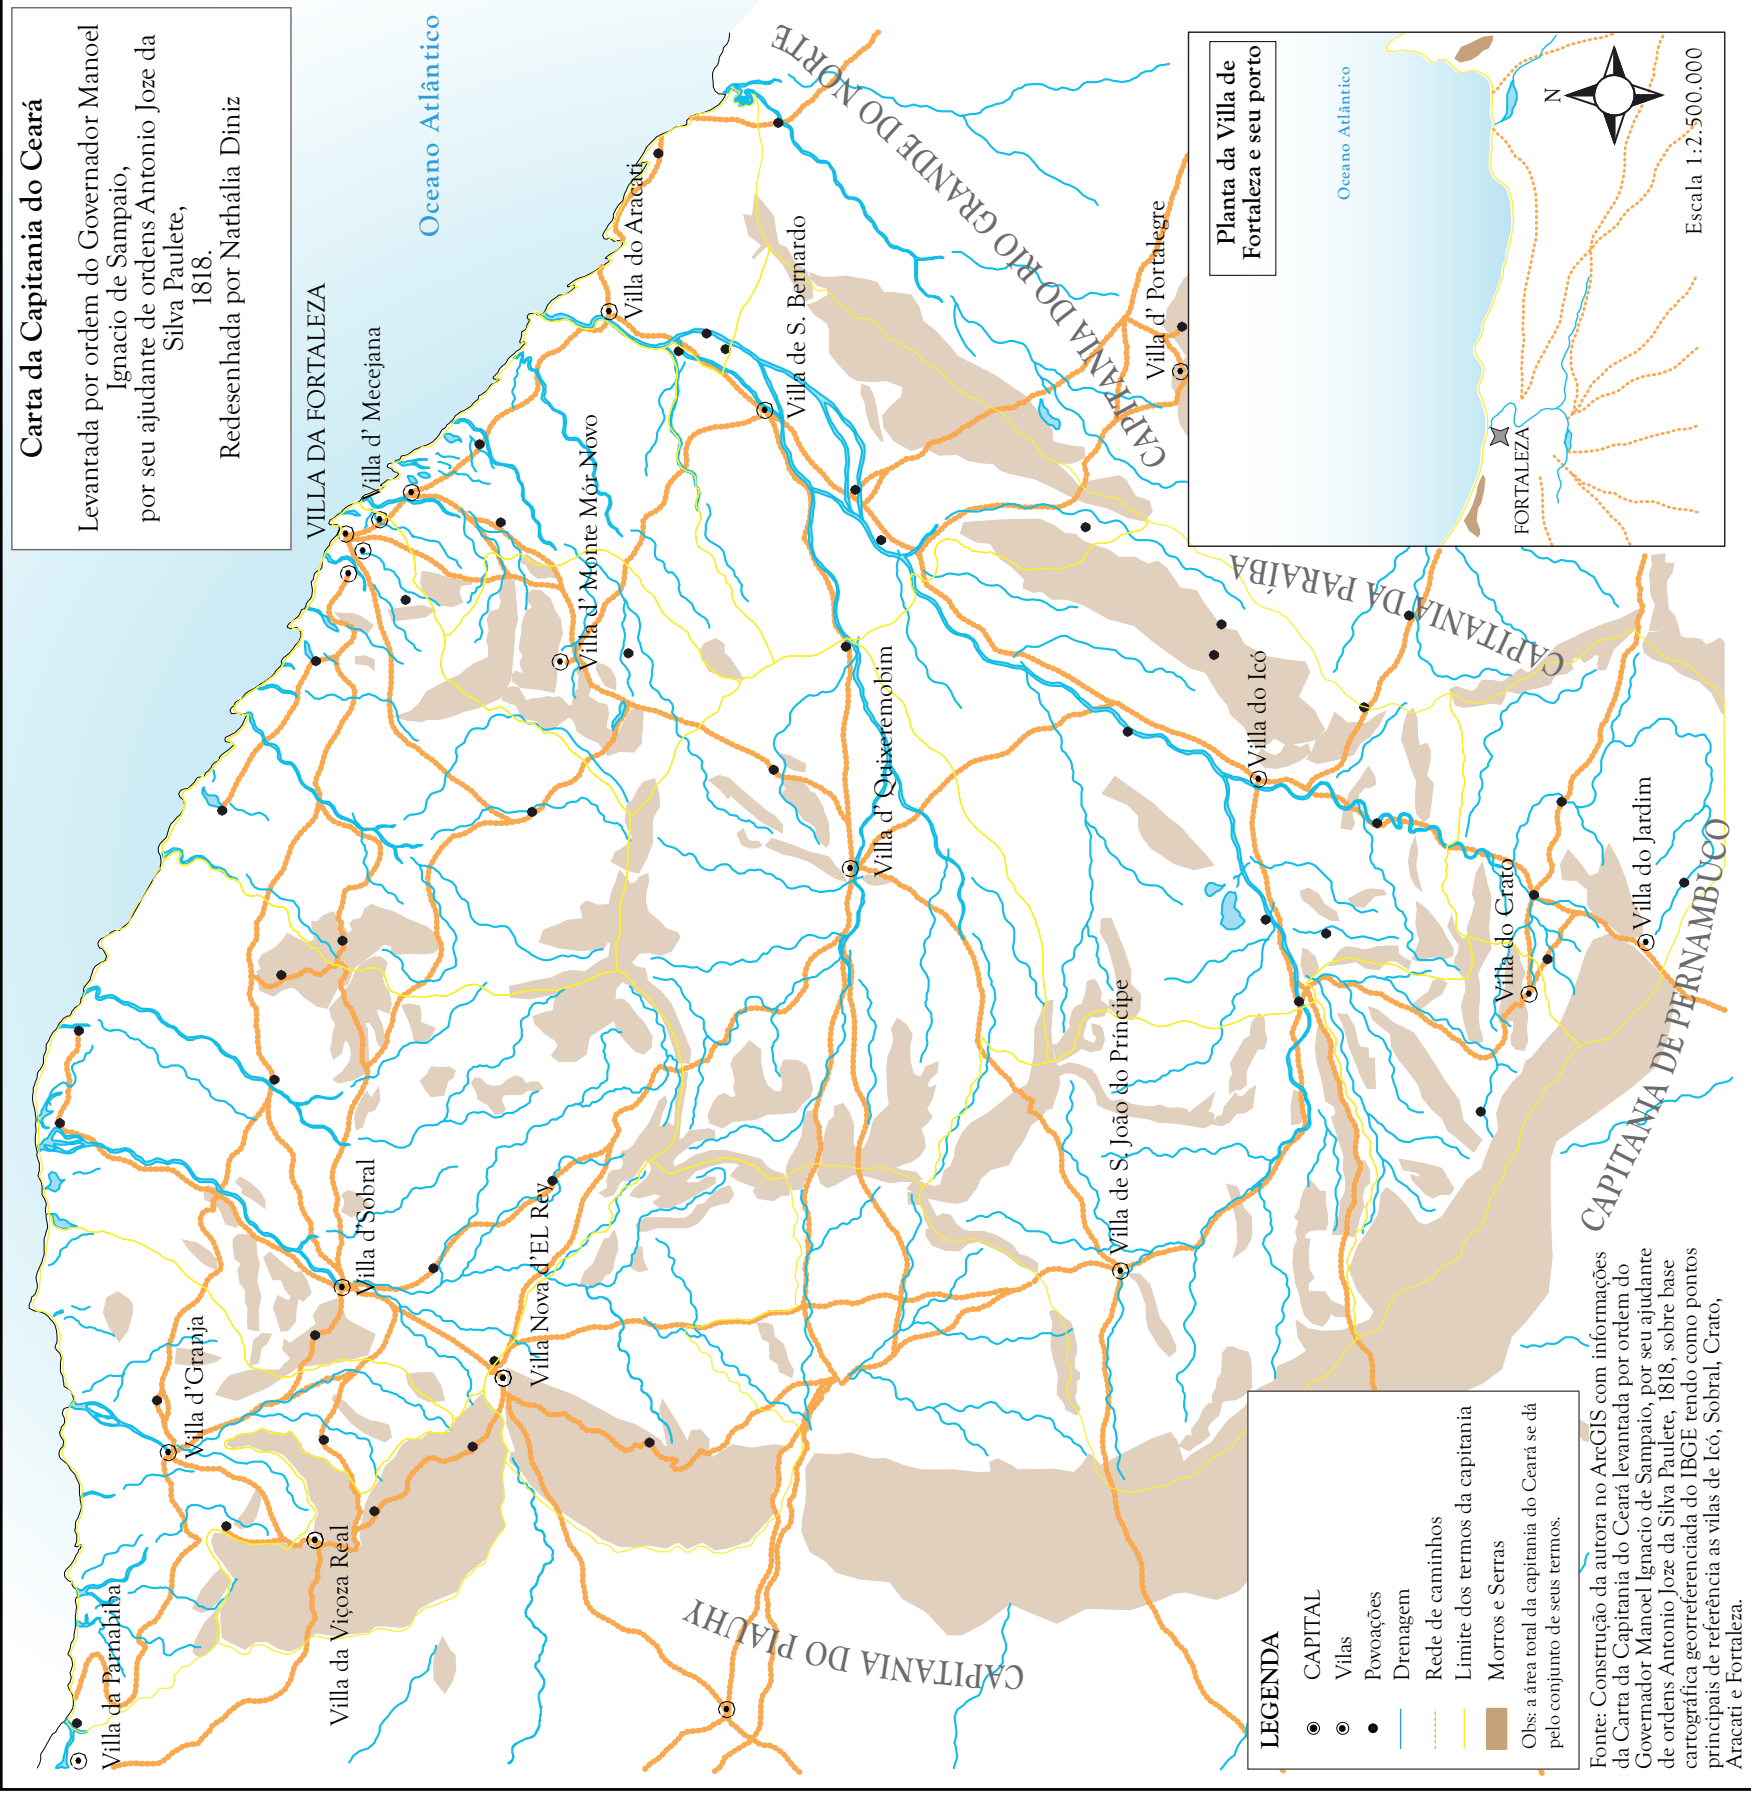 Carta da Capitania do Ceará
Levantada por ordem do Governador Manoel
Ignacio de Sampaio,
por seu ajudante de ordens Antonio Joze da
Silva Paulete,
1818.
Redesenhada por Nathália Diniz
Oceano Atlântico
VILLA DA FORTALEZA
Villa d' Mecejana
Villa do Aracati
Villa de S. Bernardo
Villa d' Monte Mór Novo
Villa d' Quixeremobim
Villa d'Sobral
Villa d'Granja
Villa Nova d'EL Rey
Villa da Viçoza Real
Villa da Parnahiba
Villa de S. João do Príncipe
Villa do Icó
Villa do Crato
Villa do Jardim
Villa d' Portalegre
CAPITANIA DO RÍO GRANDE DO NORTE
CAPITANIA DA PARAÍBA
CAPITANIA DE PERNAMBUCO
CAPITANIA DO PIAUHY
Planta da Villa de
Fortaleza e seu porto
Oceano Atlântico
N
FORTALEZA
Escala 1:2.500.000
LEGENDA
CAPITAL
Vilas
Povoações
Drenagem
Rede de caminhos
Limite dos termos da capitania
Morros e Serras
Obs: a área total da capitania do Ceará se dá
pelo conjunto de seus termos.
Fonte: Construção da autora no ArcGIS com informações
da Carta da Capitania do Ceará levantada por ordem do
Governador Manoel Ignacio de Sampaio, por seu ajudante
de ordens Antonio Joze da Silva Paulete, 1818, sobre base
cartográfica georreferenciada do IBGE tendo como pontos
principais de referência as vilas de Icó, Sobral, Crato,
Aracati e Fortaleza.